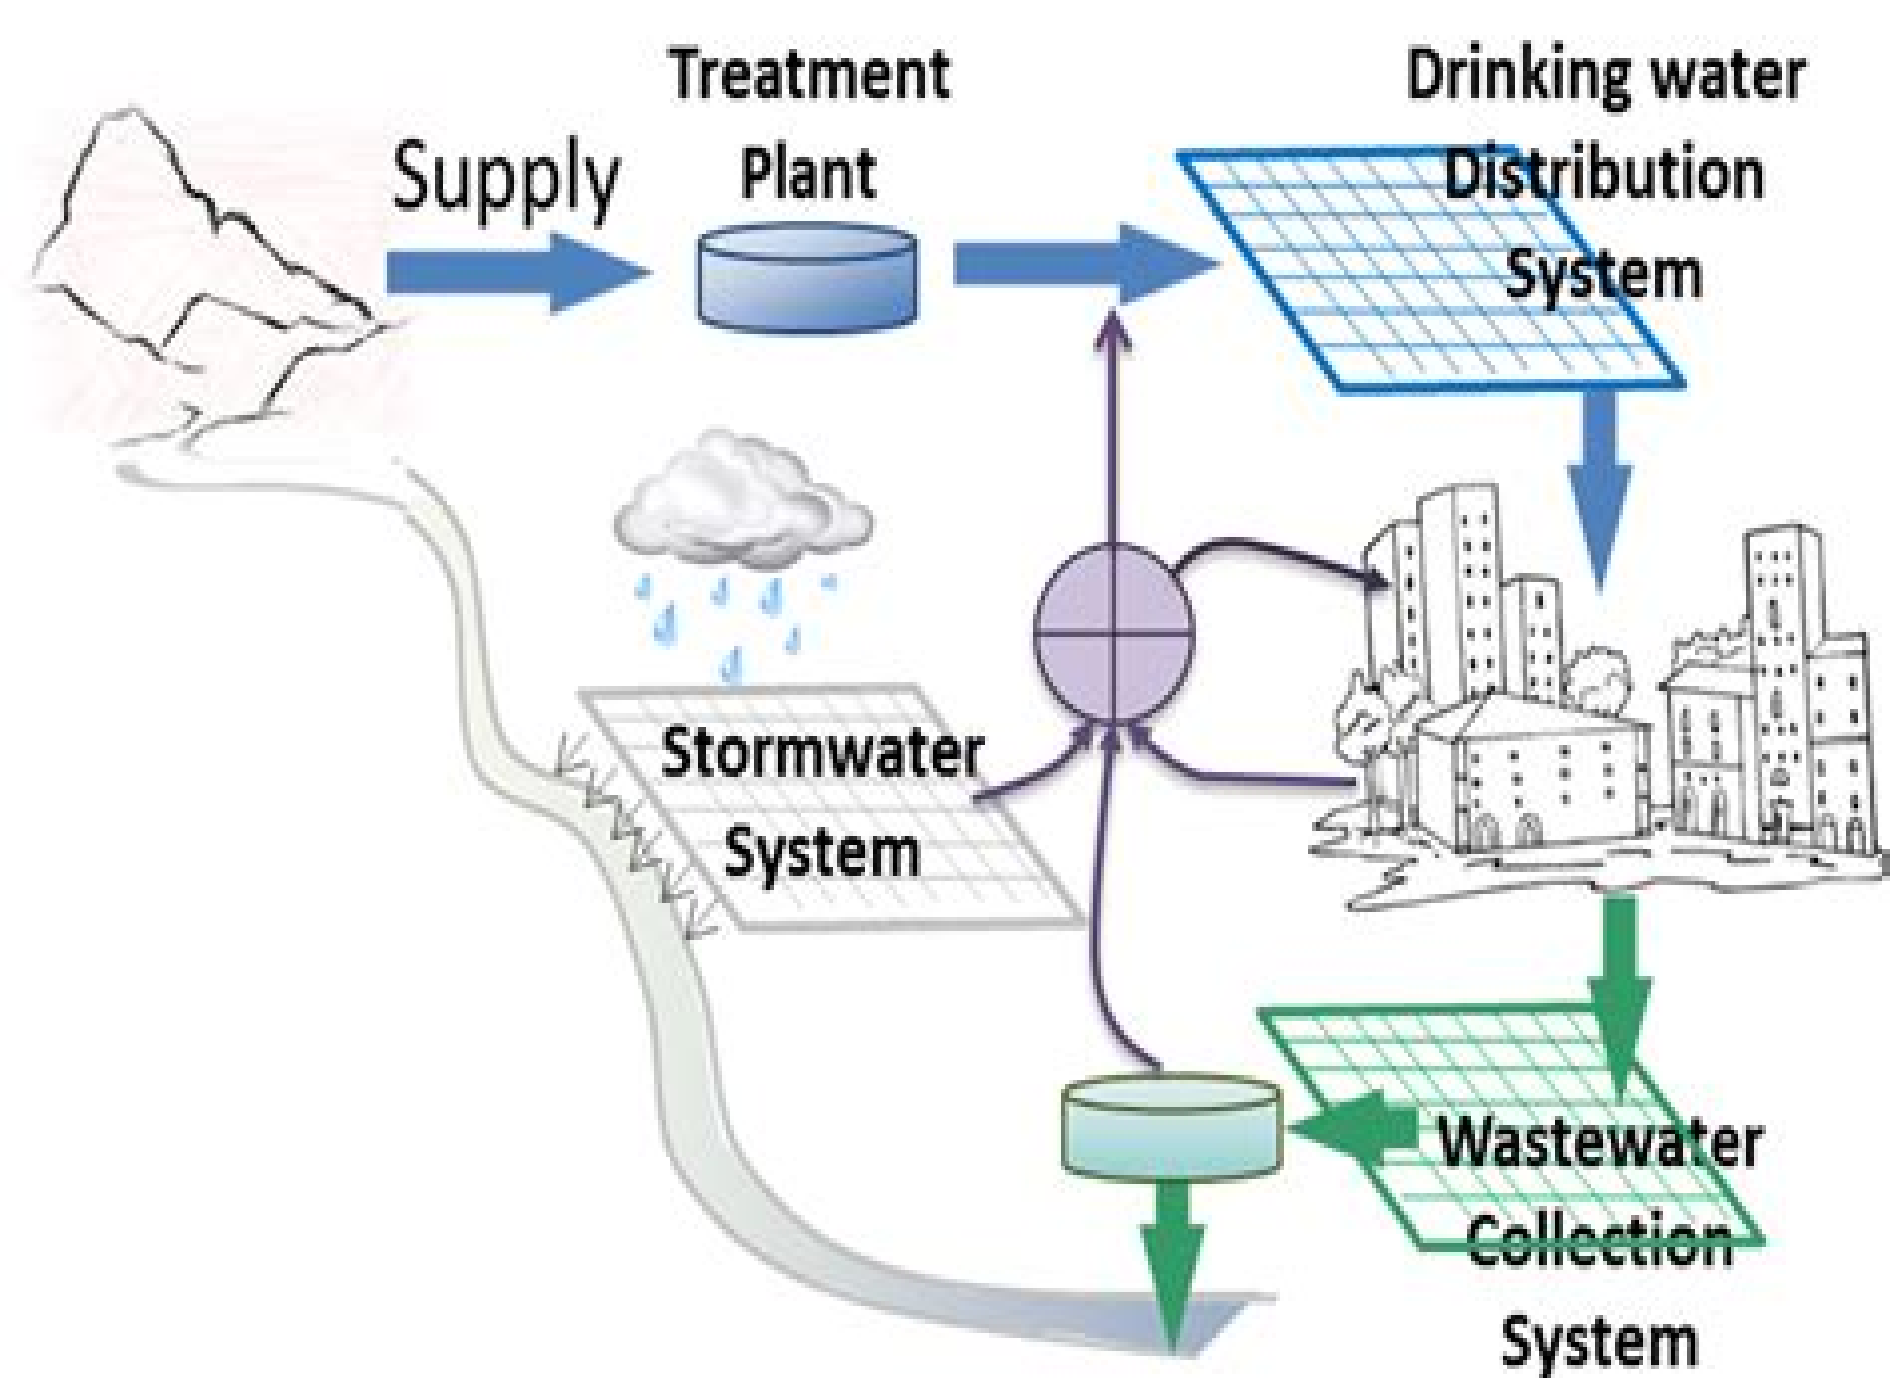 Treatment
Plant
Supply
Drinking water
Distribution
System
Stormwater
System
Wastewater
Collection
System